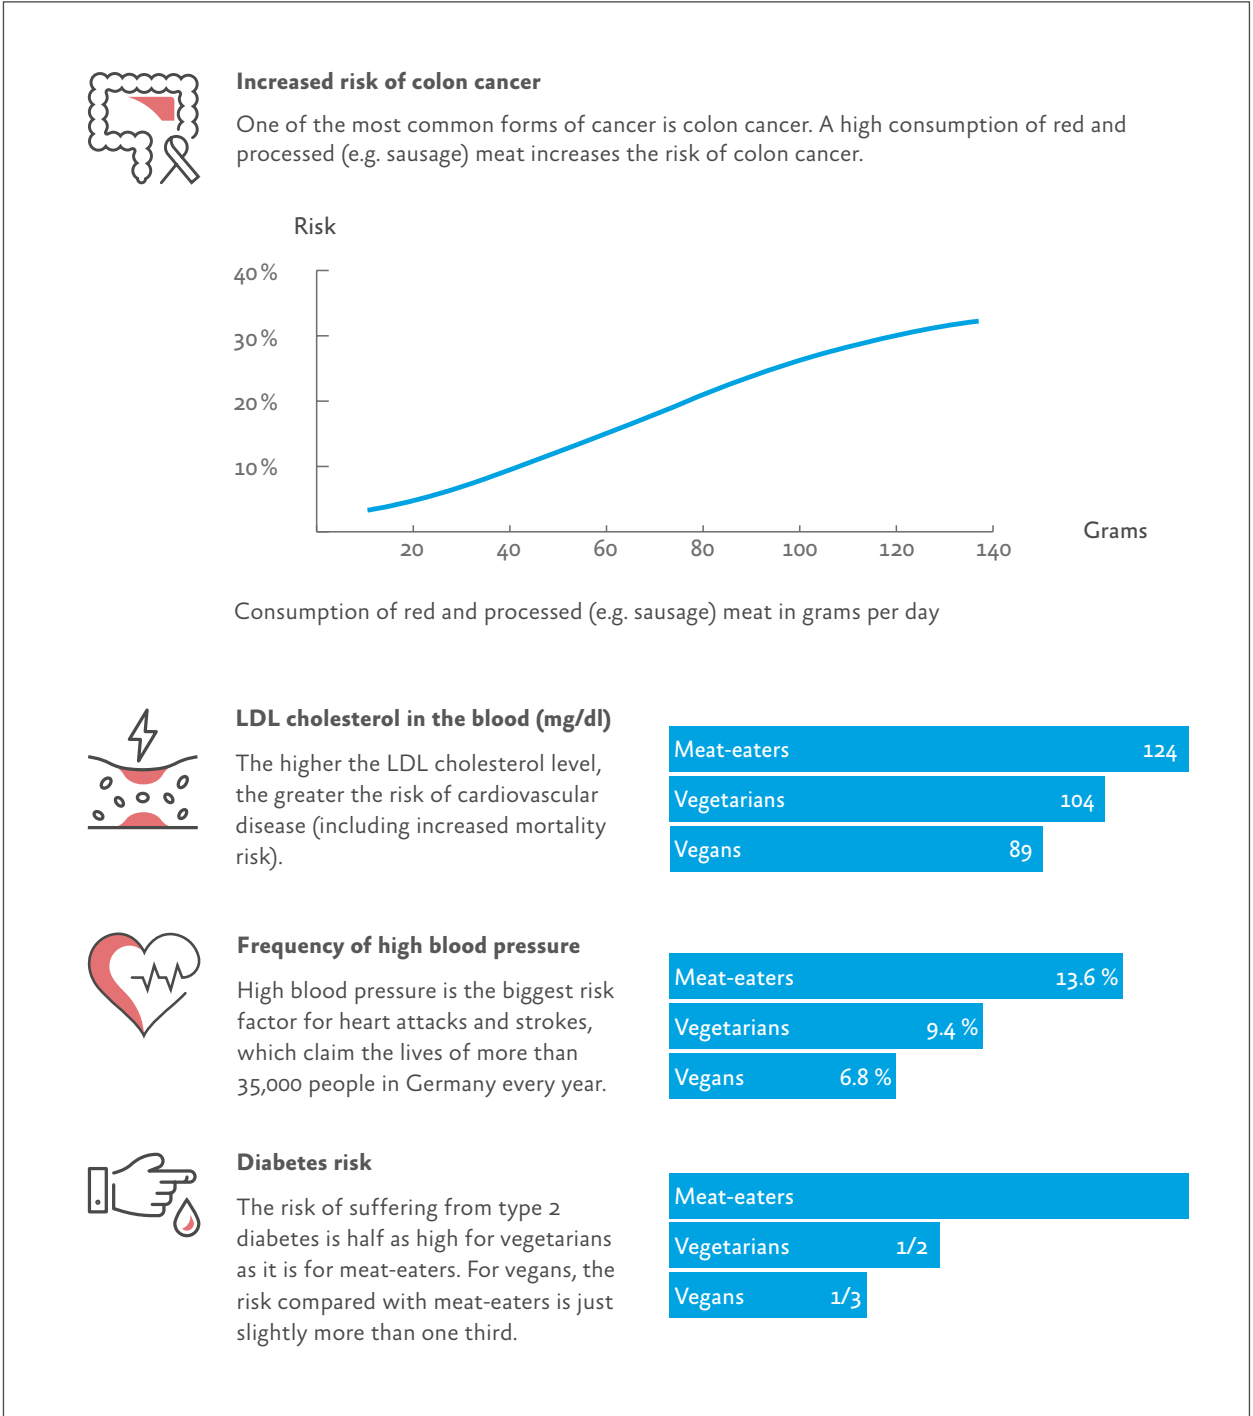 Increased risk of colon cancer
One of the most common forms of cancer is colon cancer. A high consumption of red and
processed (e.g. sausage) meat increases the risk of colon cancer.
Risk
40 %
30 %
20 %
10 %
20 40 60 80 100 120 140
Grams
Consumption of red and processed (e.g. sausage) meat in grams per day
LDL cholesterol in the blood (mg/dl)
The higher the LDL cholesterol level,
the greater the risk of cardiovascular
disease (including increased mortality
risk).
Meat-eaters 124
Vegetarians 104
Vegans 89
Frequency of high blood pressure
High blood pressure is the biggest risk
factor for heart attacks and strokes,
which claim the lives of more than
35,000 people in Germany every year.
Meat-eaters 13.6 %
Vegetarians 9.4 %
Vegans 6.8 %
Diabetes risk
The risk of suffering from type 2
diabetes is half as high for vegetarians
as it is for meat-eaters. For vegans, the
risk compared with meat-eaters is just
slightly more than one third.
Meat-eaters
Vegetarians 1/2
Vegans 1/3